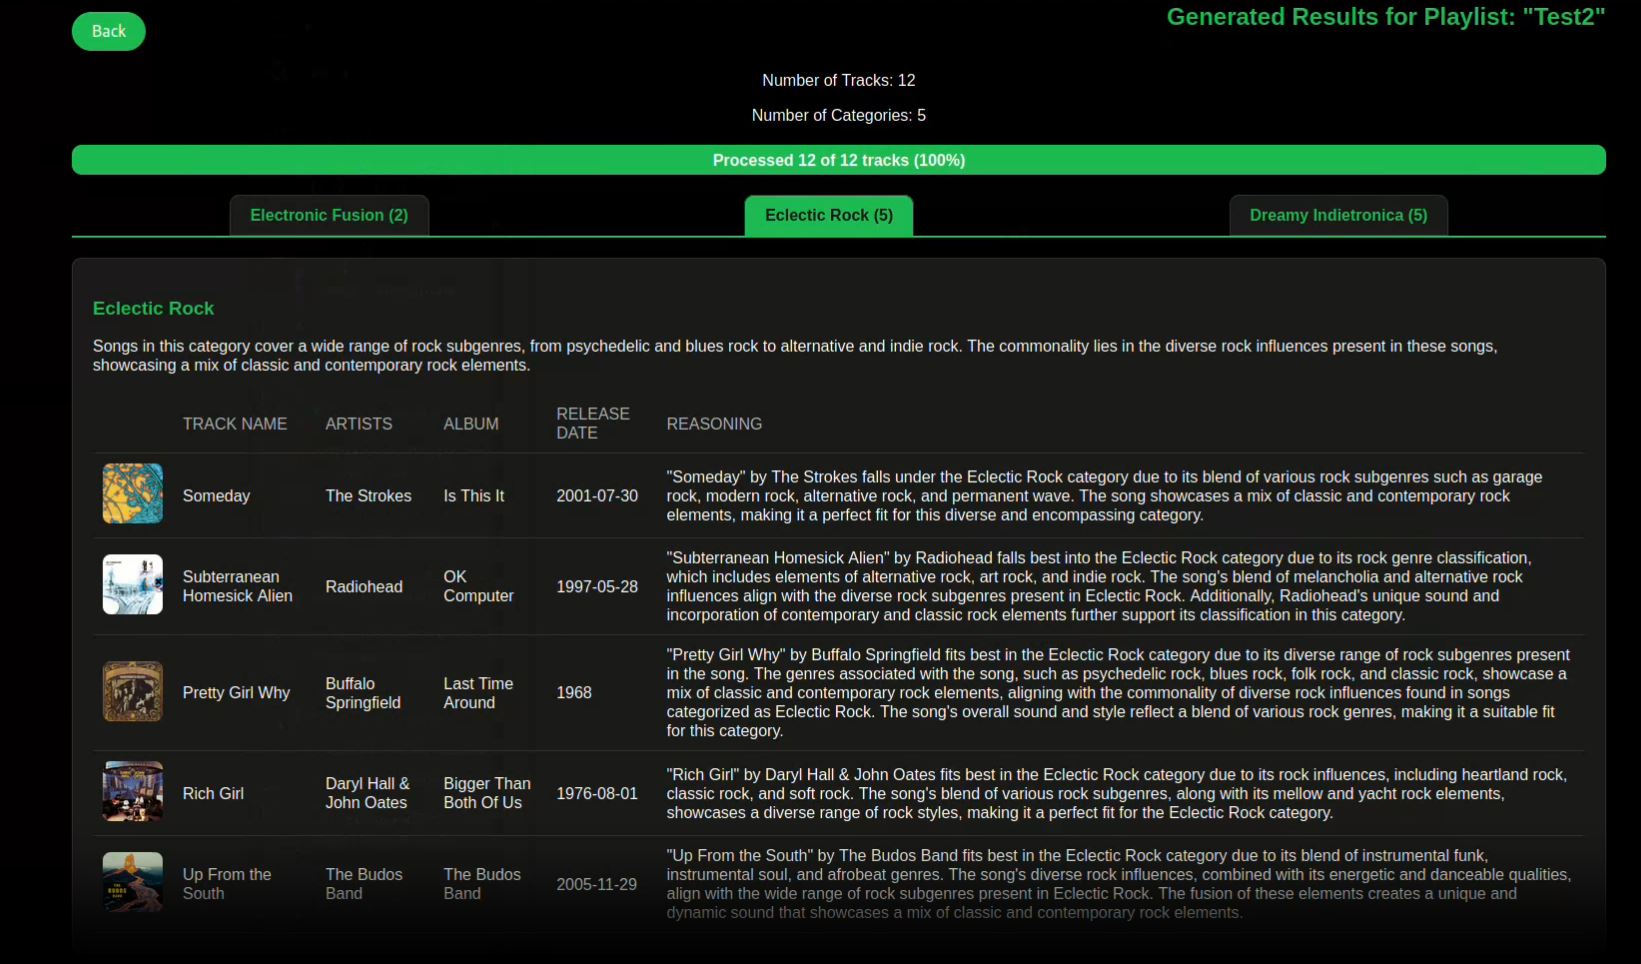 Back
Generated Results for Playlist: "Test2"
Number of Tracks: 12
Number of Categories: 5
Processed 12 of 12 tracks (100%)
Electronic Fusion (2)
Eclectic Rock (5)
Dreamy Indietronica (5)
Eclectic Rock
Songs in this category cover a wide range of rock subgenres, from psychedelic and blues rock to alternative and indie rock. The commonality lies in the diverse rock influences present in these songs,
showcasing a mix of classic and contemporary rock elements.
TRACK NAME
ARTISTS
ALBUM
RELEASE
DATE
REASONING
Someday
The Strokes
Is This It
2001-07-30
"Someday" by The Strokes falls under the Eclectic Rock category due to its blend of various rock subgenres such as garage
rock, modern rock, alternative rock, and permanent wave. The song showcases a mix of classic and contemporary rock
elements, making it a perfect fit for this diverse and encompassing category.
Subterranean
Homesick Alien
Radiohead
OK
Computer
1997-05-28
"Subterranean Homesick Alien" by Radiohead falls best into the Eclectic Rock category due to its rock genre classification,
which includes elements of alternative rock, art rock, and indie rock. The song's blend of melancholia and alternative rock
influences align with the diverse rock subgenres present in Eclectic Rock. Additionally, Radiohead's unique sound and
incorporation of contemporary and classic rock elements further support its classification in this category.
Pretty Girl Why
Buffalo
Springfield
Last Time
Around
1968
"Pretty Girl Why" by Buffalo Springfield fits best in the Eclectic Rock category due to its diverse range of rock subgenres present
in the song. The genres associated with the song, such as psychedelic rock, blues rock, folk rock, and classic rock, showcase a
mix of classic and contemporary rock elements, aligning with the commonality of diverse rock influences found in songs
categorized as Eclectic Rock. The song's overall sound and style reflect a blend of various rock genres, making it a suitable fit
for this category.
Rich Girl
Daryl Hall &
John Oates
Bigger Than
Both Of Us
1976-08-01
"Rich Girl" by Daryl Hall & John Oates fits best in the Eclectic Rock category due to its rock influences, including heartland rock,
classic rock, and soft rock. The song's blend of various rock subgenres, along with its mellow and yacht rock elements,
showcases a diverse range of rock styles, making it a perfect fit for the Eclectic Rock category.
Up From the
South
The Budos
Band
The Budos
Band
2005-11-29
"Up From the South" by The Budos Band fits best in the Eclectic Rock category due to its blend of instrumental funk,
instrumental soul, and afrobeat genres. The song's diverse rock influences, combined with its energetic and danceable qualities,
align with the wide range of rock subgenres present in Eclectic Rock. The fusion of these elements creates a unique and
dynamic sound that showcases a mix of classic and contemporary rock elements.